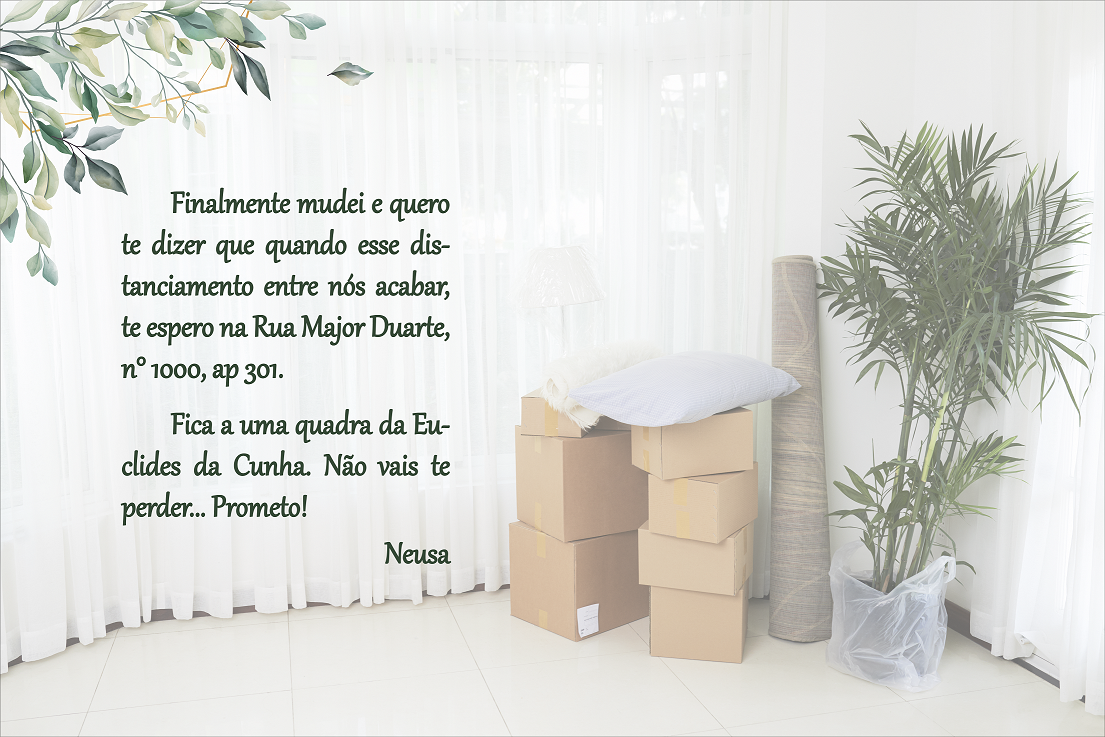 Finalmente mudei e quero
te dizer que quando esse dis-
tanciamento entre nós acabar,
te espero na Rua Major Duarte,
nº 1000, ap 301.
Fica a uma quadra da Eu-
clides da Cunha. Não vais te
perder... Prometo!
Neusa